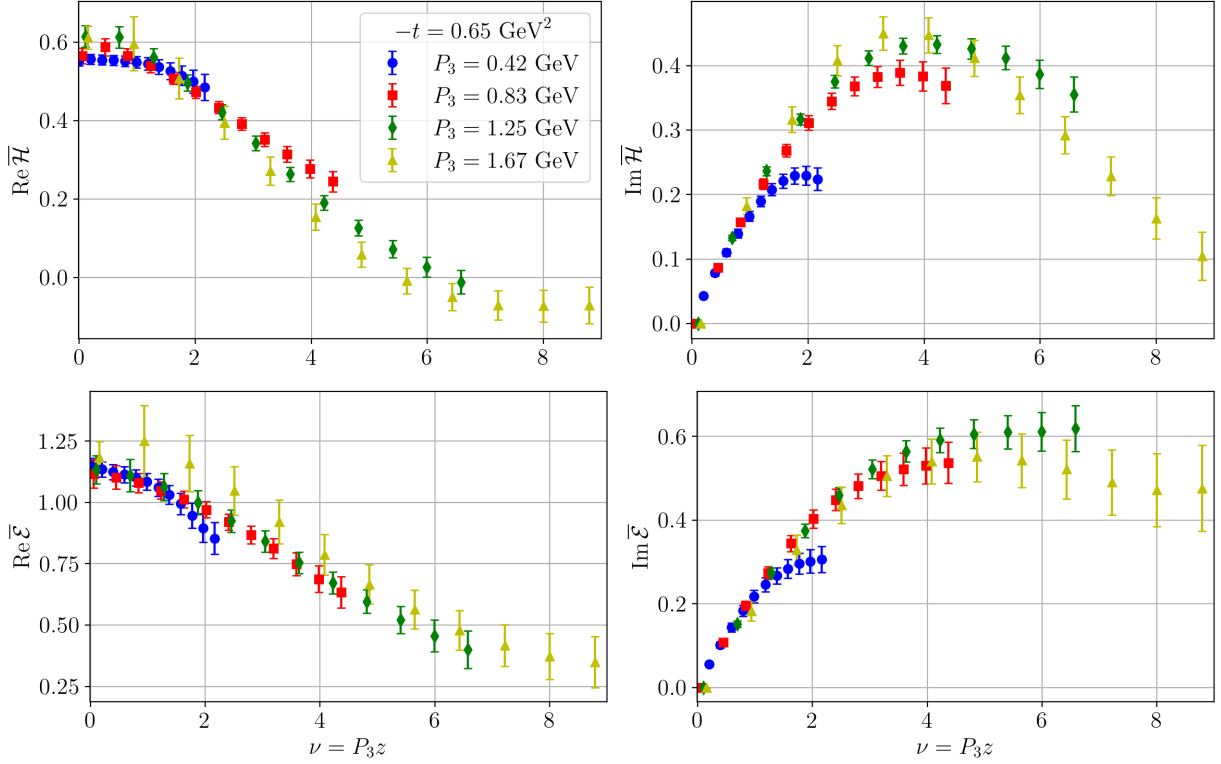 Re H̅
0.6
0.4
0.2
0.0
0 2 4 6 8
−t = 0.65 GeV²
P₃ = 0.42 GeV
P₃ = 0.83 GeV
P₃ = 1.25 GeV
P₃ = 1.67 GeV
Im H̅
0.4
0.3
0.2
0.1
0.0
0 2 4 6 8
Re E̅
1.25
1.00
0.75
0.50
0.25
0 2 4 6 8
ν = P₃z
Im E̅
0.6
0.4
0.2
0.0
0 2 4 6 8
ν = P₃z